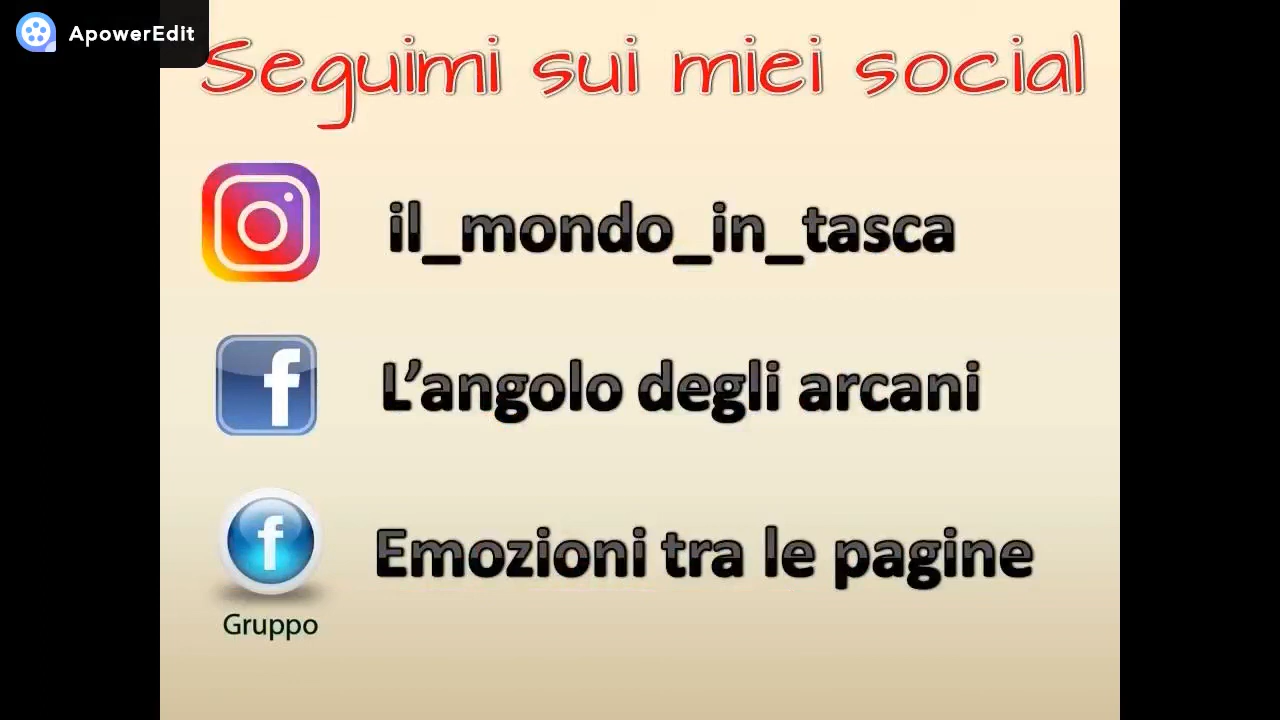 ApowerEdit
Seguimi sui miei social
il_mondo_in_tasca
L’angolo degli arcani
Emozioni tra le pagine
Gruppo